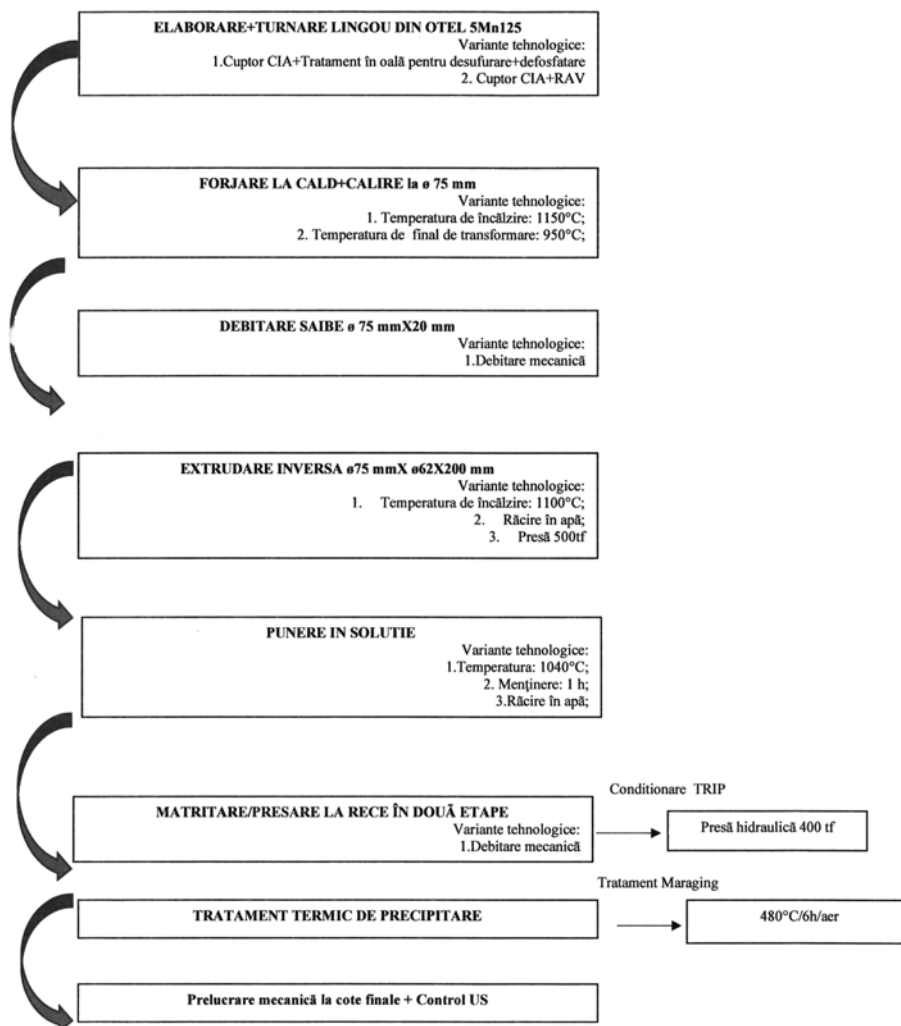 ELABORARE+TURNARE LINGOU DIN OTEL 5Mn125
Variante tehnologice:
1.Cuptor CIA+Tratament în oală pentru desufurare+defosfatare
2. Cuptor CIA+RAV
FORJARE LA CALD+CALIRE la ø 75 mm
Variante tehnologice:
1. Temperatura de încălzire: 1150°C;
2. Temperatura de final de transformare: 950°C;
DEBITARE SAIBE ø 75 mmX20 mm
Variante tehnologice:
1.Debitare mecanică
EXTRUDARE INVERSA ø75 mmX ø62X200 mm
Variante tehnologice:
1. Temperatura de încălzire: 1100°C;
2. Răcire în apă;
3. Presă 500tf
PUNERE IN SOLUTIE
Variante tehnologice:
1.Temperatura: 1040°C;
2. Menţinere: 1 h;
3.Răcire în apă;
MATRITARE/PRESARE LA RECE ÎN DOUĂ ETAPE
Variante tehnologice:
1.Debitare mecanică
Conditionare TRIP
Presă hidraulică 400 tf
TRATAMENT TERMIC DE PRECIPITARE
Tratament Maraging
480°C/6h/aer
Prelucrare mecanică la cote finale + Control US